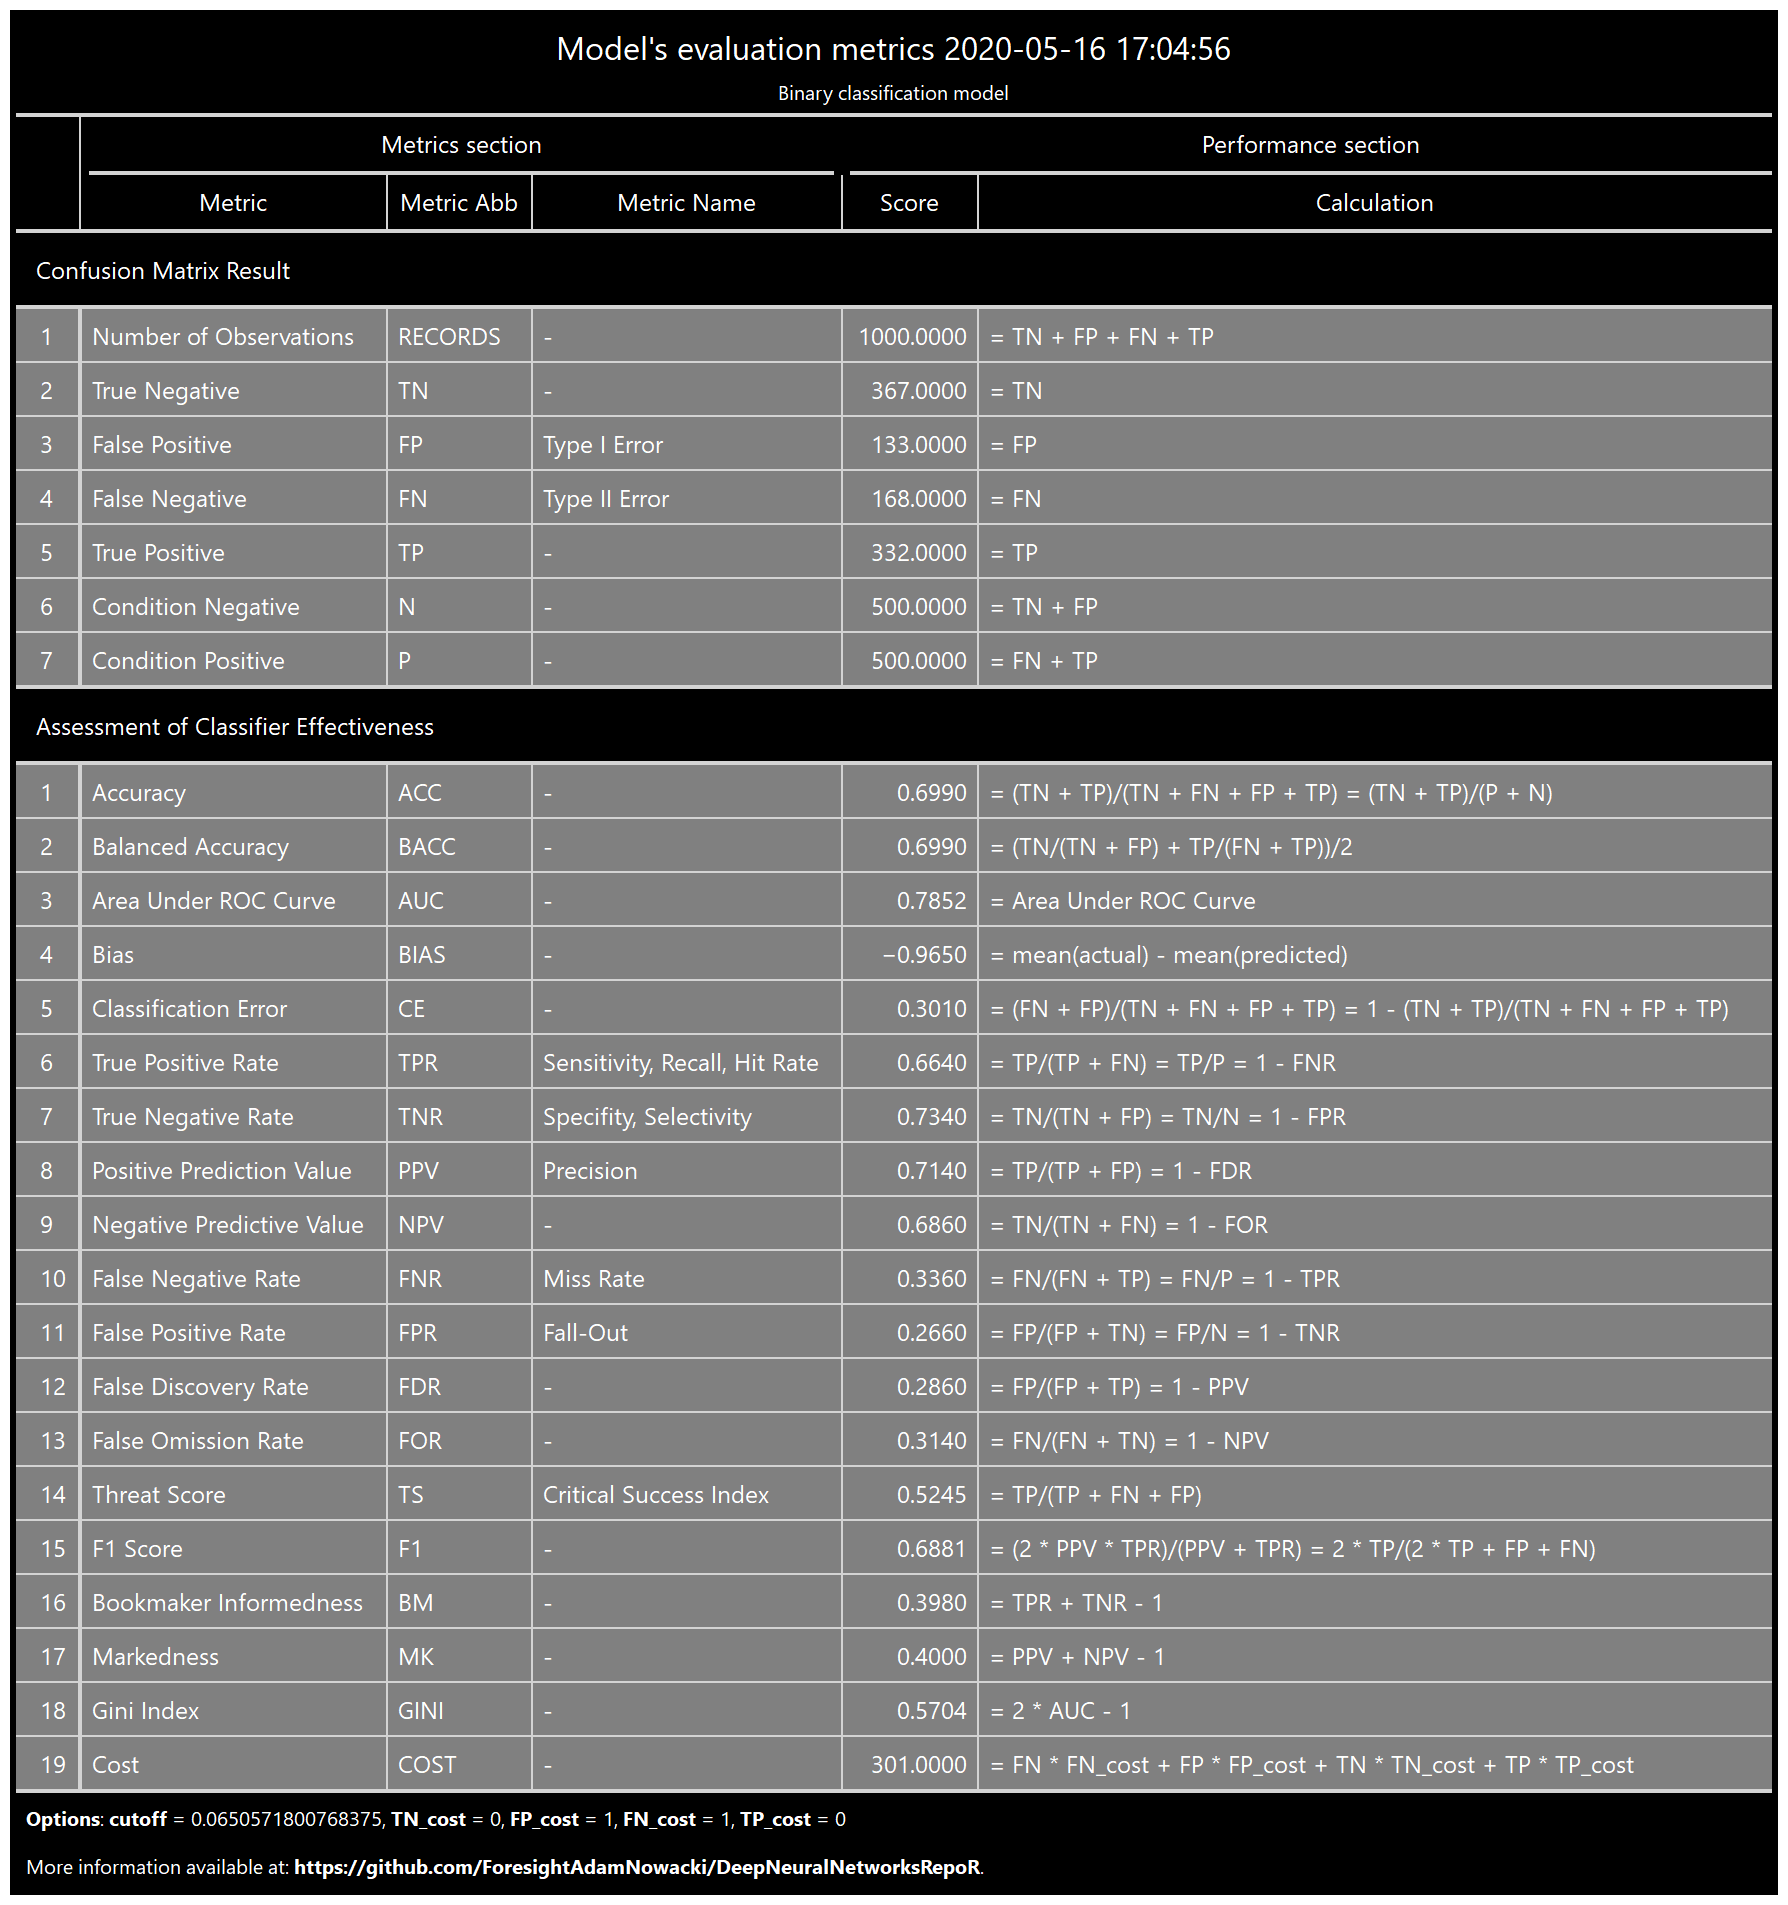 Model's evaluation metrics 2020-05-16 17:04:56
Binary classification model
Metrics section Performance section
Metric Metric Abb Metric Name Score Calculation
Confusion Matrix Result
1 Number of Observations RECORDS - 1000.0000 = TN + FP + FN + TP
2 True Negative TN - 367.0000 = TN
3 False Positive FP Type I Error 133.0000 = FP
4 False Negative FN Type II Error 168.0000 = FN
5 True Positive TP - 332.0000 = TP
6 Condition Negative N - 500.0000 = TN + FP
7 Condition Positive P - 500.0000 = FN + TP
Assessment of Classifier Effectiveness
1 Accuracy ACC - 0.6990 = (TN + TP)/(TN + FN + FP + TP) = (TN + TP)/(P + N)
2 Balanced Accuracy BACC - 0.6990 = (TN/(TN + FP) + TP/(FN + TP))/2
3 Area Under ROC Curve AUC - 0.7852 = Area Under ROC Curve
4 Bias BIAS - −0.9650 = mean(actual) - mean(predicted)
5 Classification Error CE - 0.3010 = (FN + FP)/(TN + FN + FP + TP) = 1 - (TN + TP)/(TN + FN + FP + TP)
6 True Positive Rate TPR Sensitivity, Recall, Hit Rate 0.6640 = TP/(TP + FN) = TP/P = 1 - FNR
7 True Negative Rate TNR Specifity, Selectivity 0.7340 = TN/(TN + FP) = TN/N = 1 - FPR
8 Positive Prediction Value PPV Precision 0.7140 = TP/(TP + FP) = 1 - FDR
9 Negative Predictive Value NPV - 0.6860 = TN/(TN + FN) = 1 - FOR
10 False Negative Rate FNR Miss Rate 0.3360 = FN/(FN + TP) = FN/P = 1 - TPR
11 False Positive Rate FPR Fall-Out 0.2660 = FP/(FP + TN) = FP/N = 1 - TNR
12 False Discovery Rate FDR - 0.2860 = FP/(FP + TP) = 1 - PPV
13 False Omission Rate FOR - 0.3140 = FN/(FN + TN) = 1 - NPV
14 Threat Score TS Critical Success Index 0.5245 = TP/(TP + FN + FP)
15 F1 Score F1 - 0.6881 = (2 * PPV * TPR)/(PPV + TPR) = 2 * TP/(2 * TP + FP + FN)
16 Bookmaker Informedness BM - 0.3980 = TPR + TNR - 1
17 Markedness MK - 0.4000 = PPV + NPV - 1
18 Gini Index GINI - 0.5704 = 2 * AUC - 1
19 Cost COST - 301.0000 = FN * FN_cost + FP * FP_cost + TN * TN_cost + TP * TP_cost
Options: cutoff = 0.0650571800768375, TN_cost = 0, FP_cost = 1, FN_cost = 1, TP_cost = 0
More information available at: https://github.com/ForesightAdamNowacki/DeepNeuralNetworksRepoR.